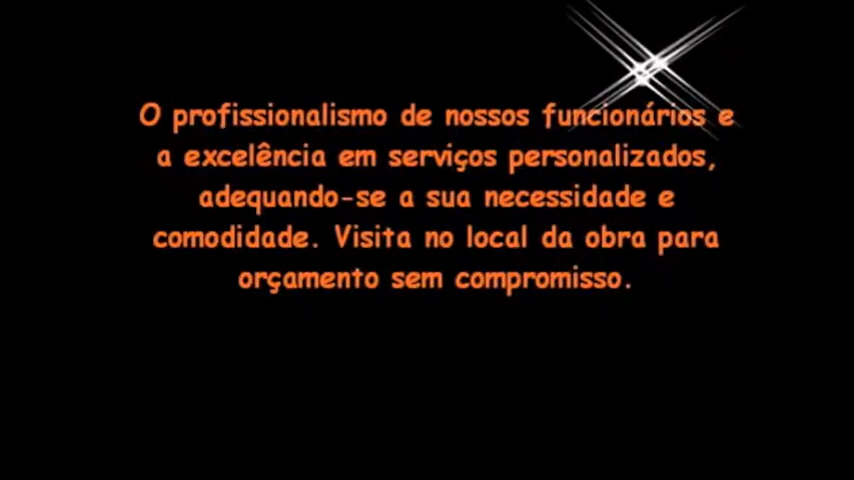 O profissionalismo de nossos funcionários e
a excelência em serviços personalizados,
adequando-se a sua necessidade e
comodidade. Visita no local da obra para
orçamento sem compromisso.